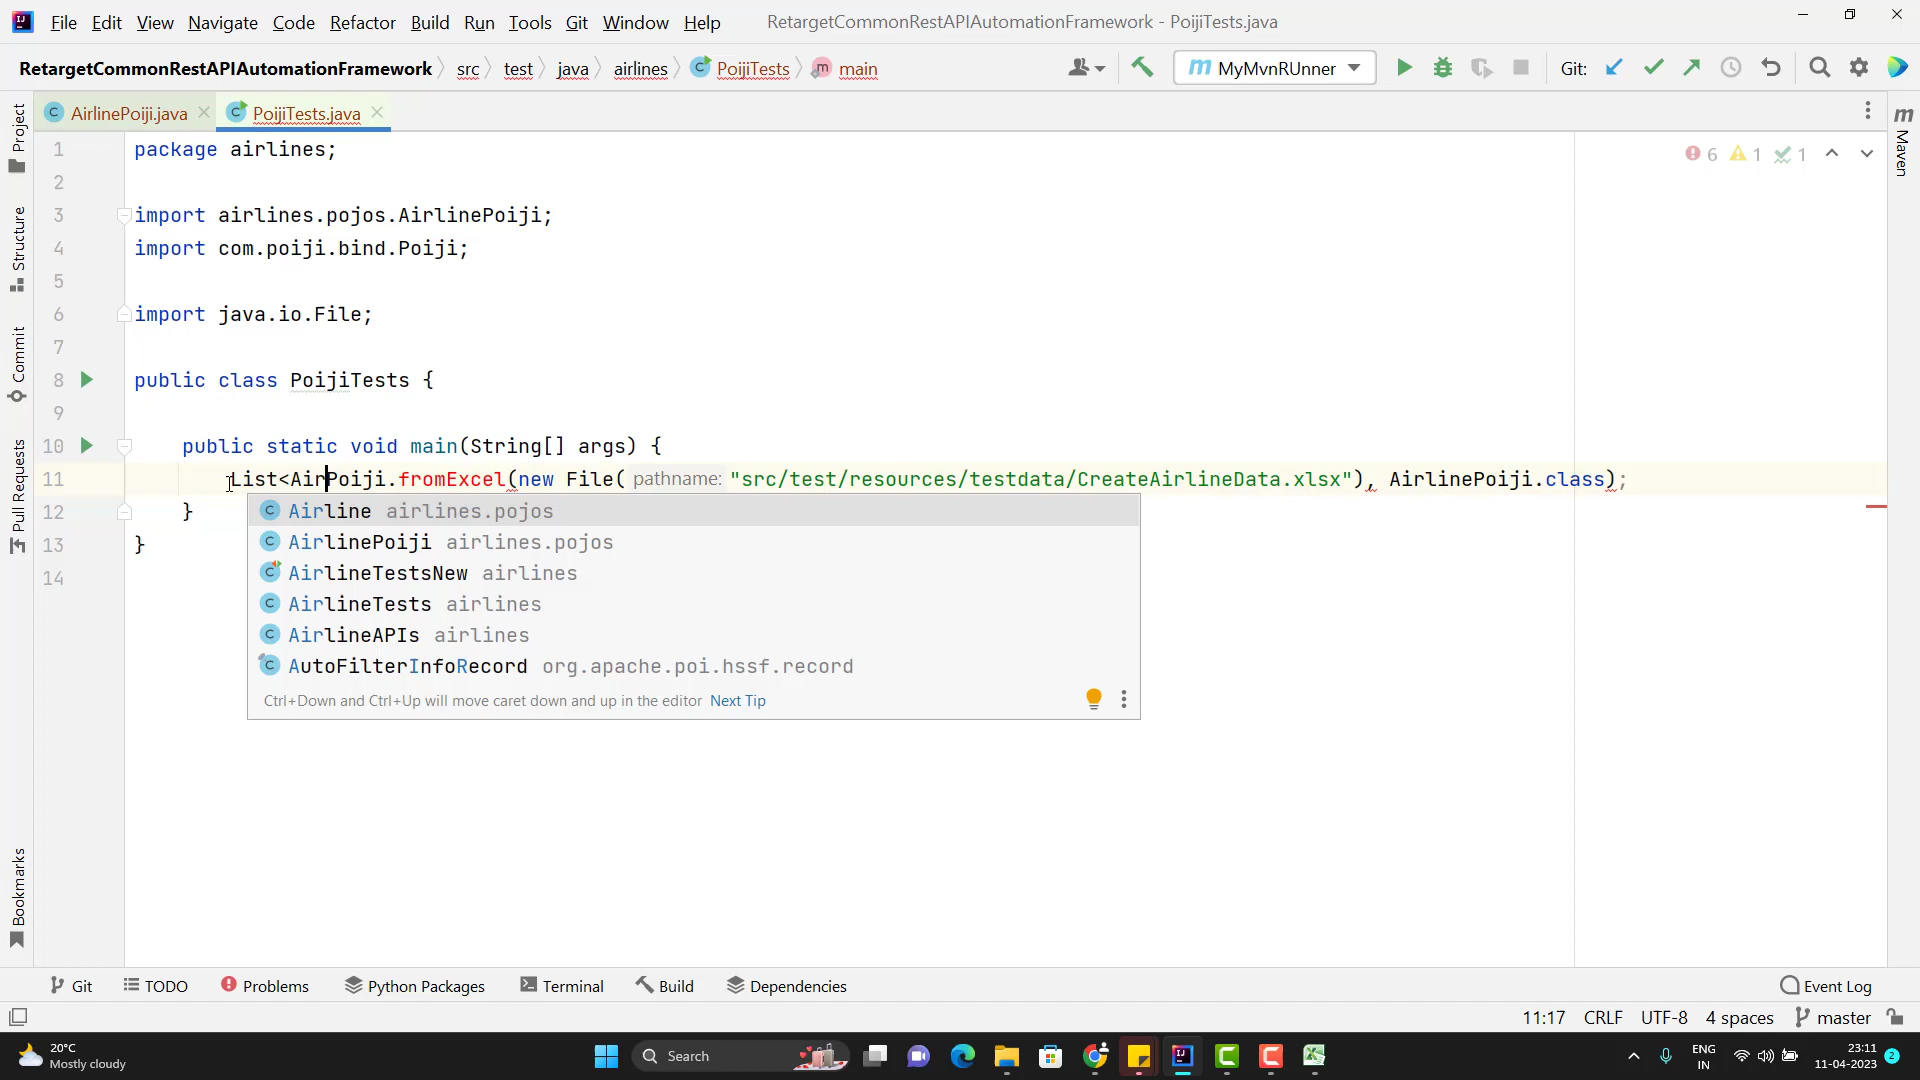 File Edit View Navigate Code Refactor Build Run Tools Git Window Help RetargetCommonRestAPIAutomationFramework - PoijiTests.java
RetargetCommonRestAPIAutomationFramework src test java airlines PoijiTests main MyMvnRUnner Git:
AirlinePoiji.java PoijiTests.java
Project
Structure
Commit
Pull Requests
Bookmarks
Maven
6 1 1
1 package airlines;
2
3 import airlines.pojos.AirlinePoiji;
4 import com.poiji.bind.Poiji;
5
6 import java.io.File;
7
8 public class PoijiTests {
9
10 public static void main(String[] args) {
11 List<AirPoiji.fromExcel(new File( pathname: "src/test/resources/testdata/CreateAirlineData.xlsx"), AirlinePoiji.class);
12 }
13 }
14
Airline airlines.pojos
AirlinePoiji airlines.pojos
AirlineTestsNew airlines
AirlineTests airlines
AirlineAPIs airlines
AutoFilterInfoRecord org.apache.poi.hssf.record
Ctrl+Down and Ctrl+Up will move caret down and up in the editor Next Tip
Git TODO Problems Python Packages Terminal Build Dependencies Event Log
11:17 CRLF UTF-8 4 spaces master
20°C
Mostly cloudy
Search
ENG
IN
23:11
11-04-2023
2